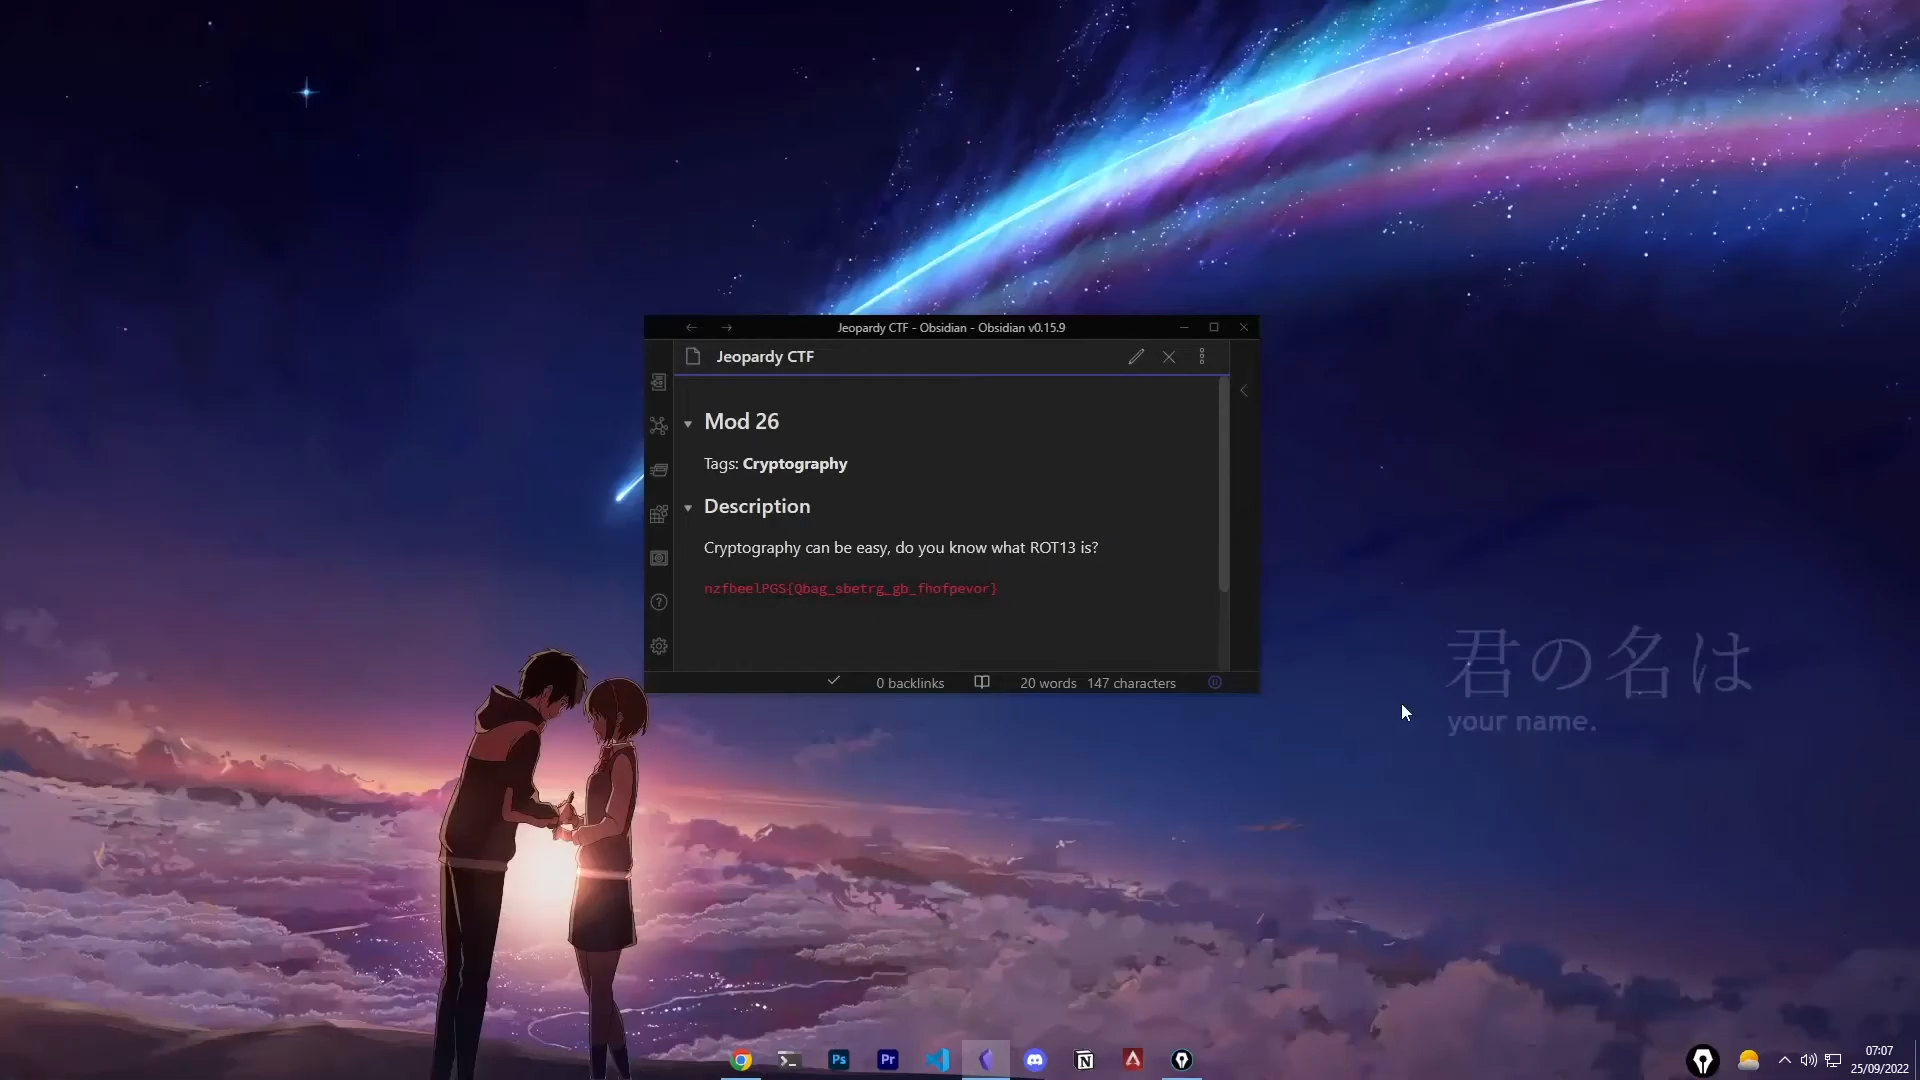 Jeopardy CTF - Obsidian - Obsidian v0.15.9
Jeopardy CTF
Mod 26
Tags: Cryptography
Description
Cryptography can be easy, do you know what ROT13 is?
nzfbeelPGS{Qbag_sbetrg_gb_fhofpevor}
0 backlinks 20 words 147 characters
君の名は
your name.
Ps
Pr
07:07
25/09/2022